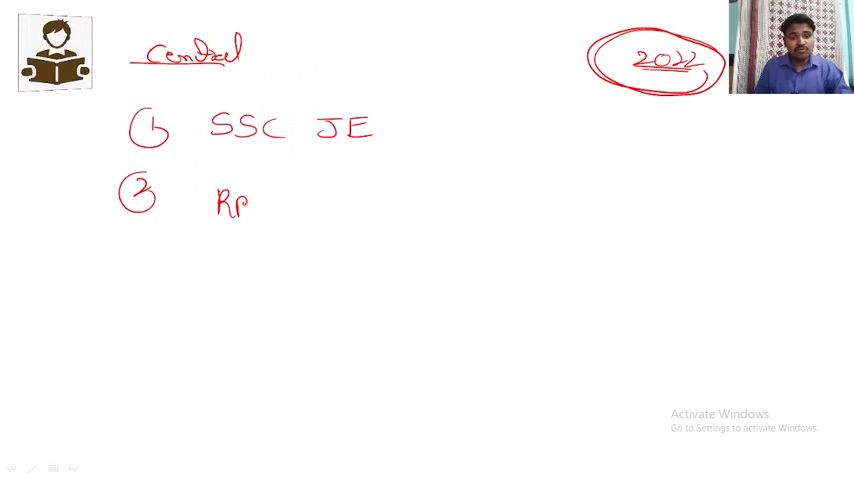 Central
2022
1 SSC JE
2 RP
Activate Windows
Go to Settings to activate Windows.